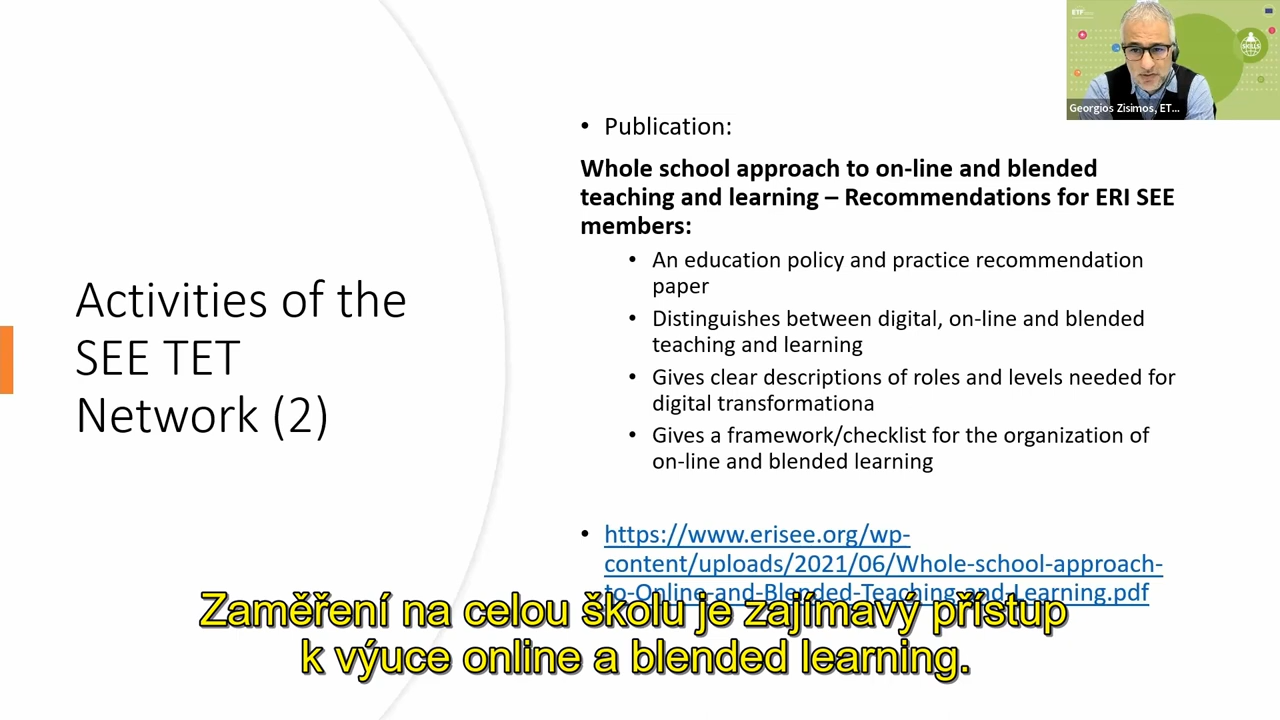 ETF
SKILLS
Georgios Zisimos, ET...
• Publication:
Whole school approach to on-line and blended
teaching and learning – Recommendations for ERI SEE
members:
• An education policy and practice recommendation
paper
• Distinguishes between digital, on-line and blended
teaching and learning
• Gives clear descriptions of roles and levels needed for
digital transformationa
• Gives a framework/checklist for the organization of
on-line and blended learning
• https://www.erisee.org/wp-
content/uploads/2021/06/Whole-school-approach-
to-Online-and-Blended-Teaching-and-Learning.pdf
Activities of the
SEE TET
Network (2)
Zaměření na celou školu je zajímavý přístup
k výuce online a blended learning.